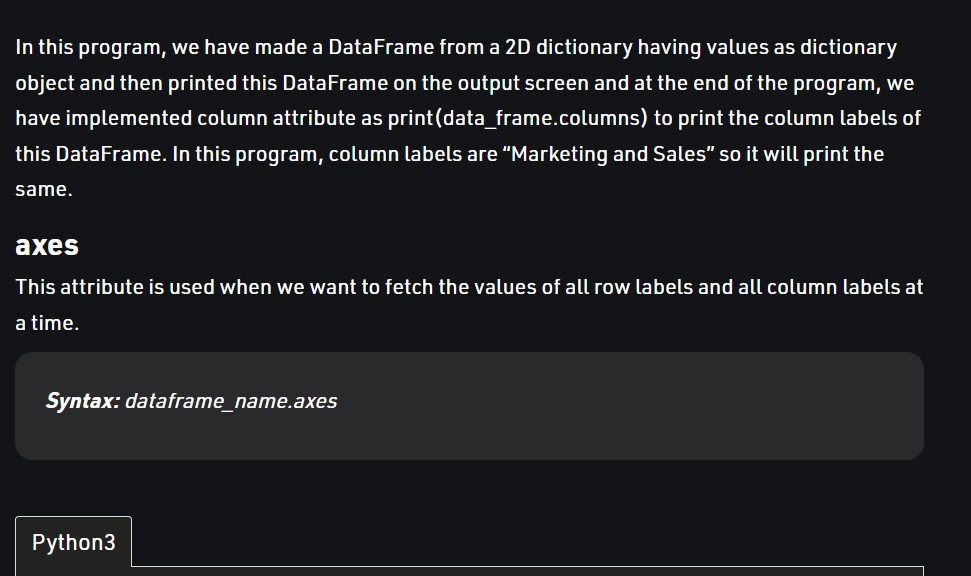 In this program, we have made a DataFrame from a 2D dictionary having values as dictionary
object and then printed this DataFrame on the output screen and at the end of the program, we
have implemented column attribute as print(data_frame.columns) to print the column labels of
this DataFrame. In this program, column labels are “Marketing and Sales” so it will print the
same.
axes
This attribute is used when we want to fetch the values of all row labels and all column labels at
a time.
Syntax: dataframe_name.axes
Python3